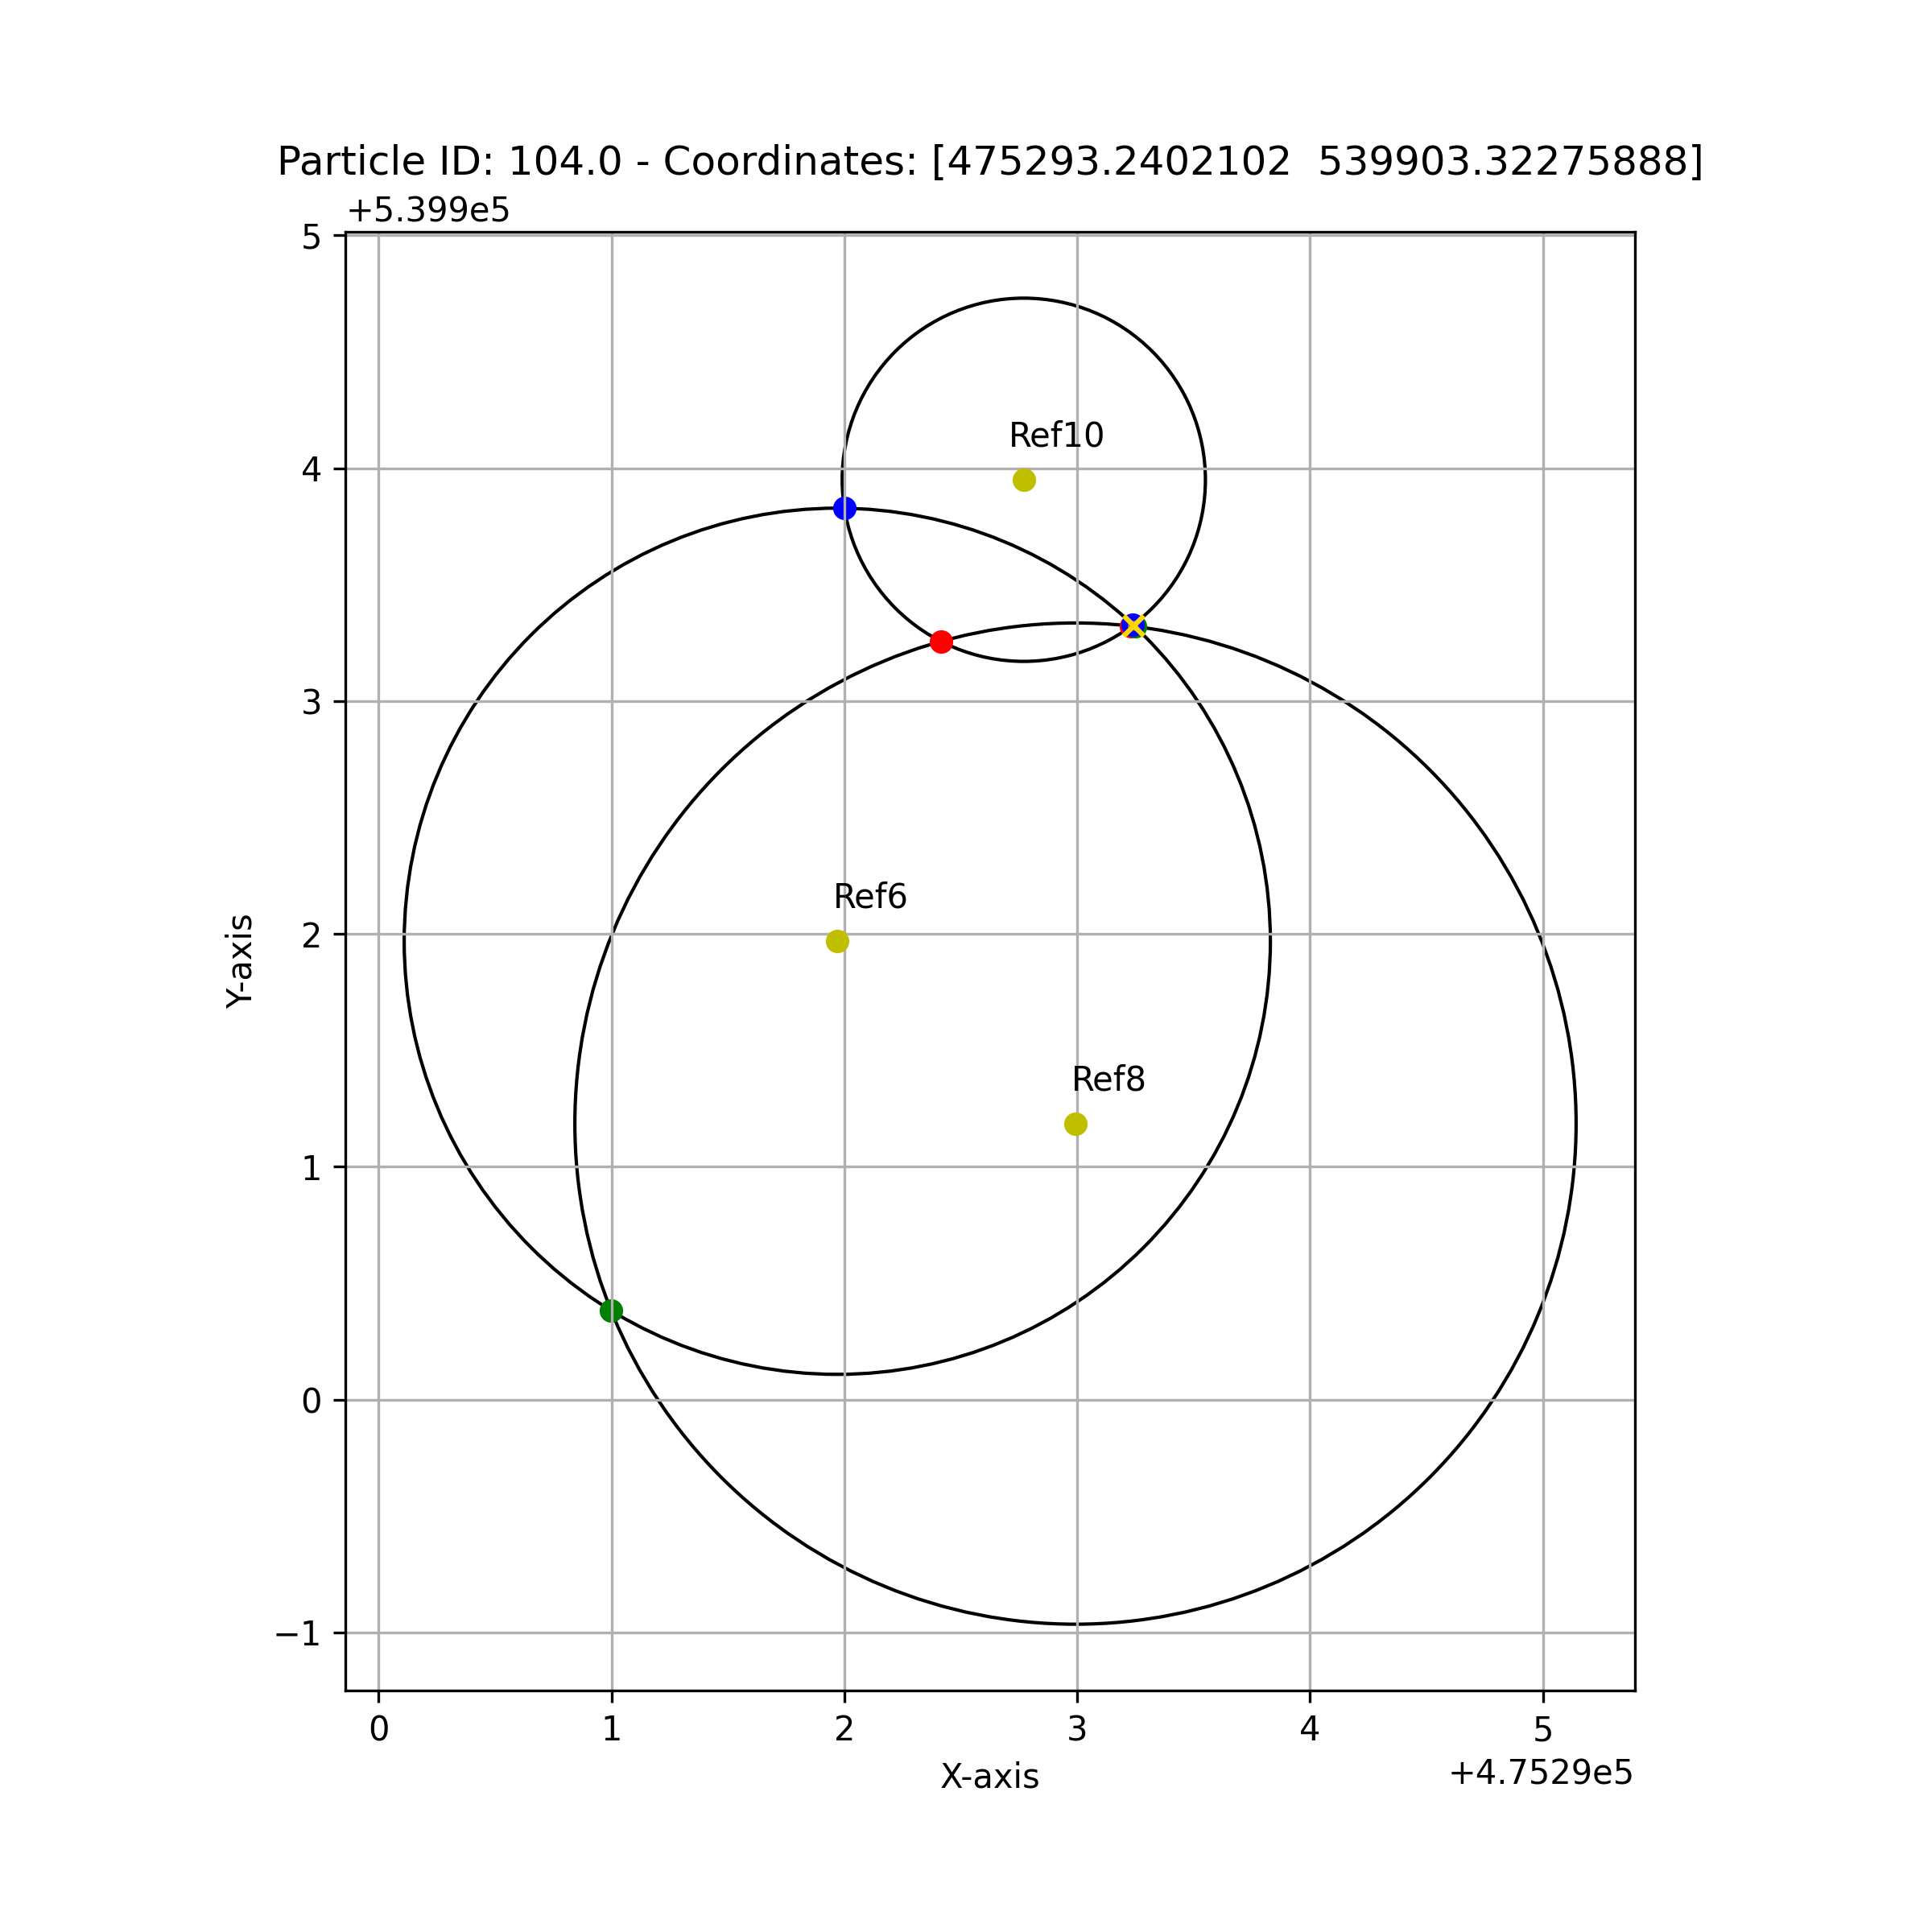 Particle ID: 104.0 - Coordinates: [475293.2402102  539903.32275888]
+5.399e5
5
4
3
2
1
0
−1
Y-axis
Ref10
Ref6
Ref8
0 1 2 3 4 5
X-axis
+4.7529e5